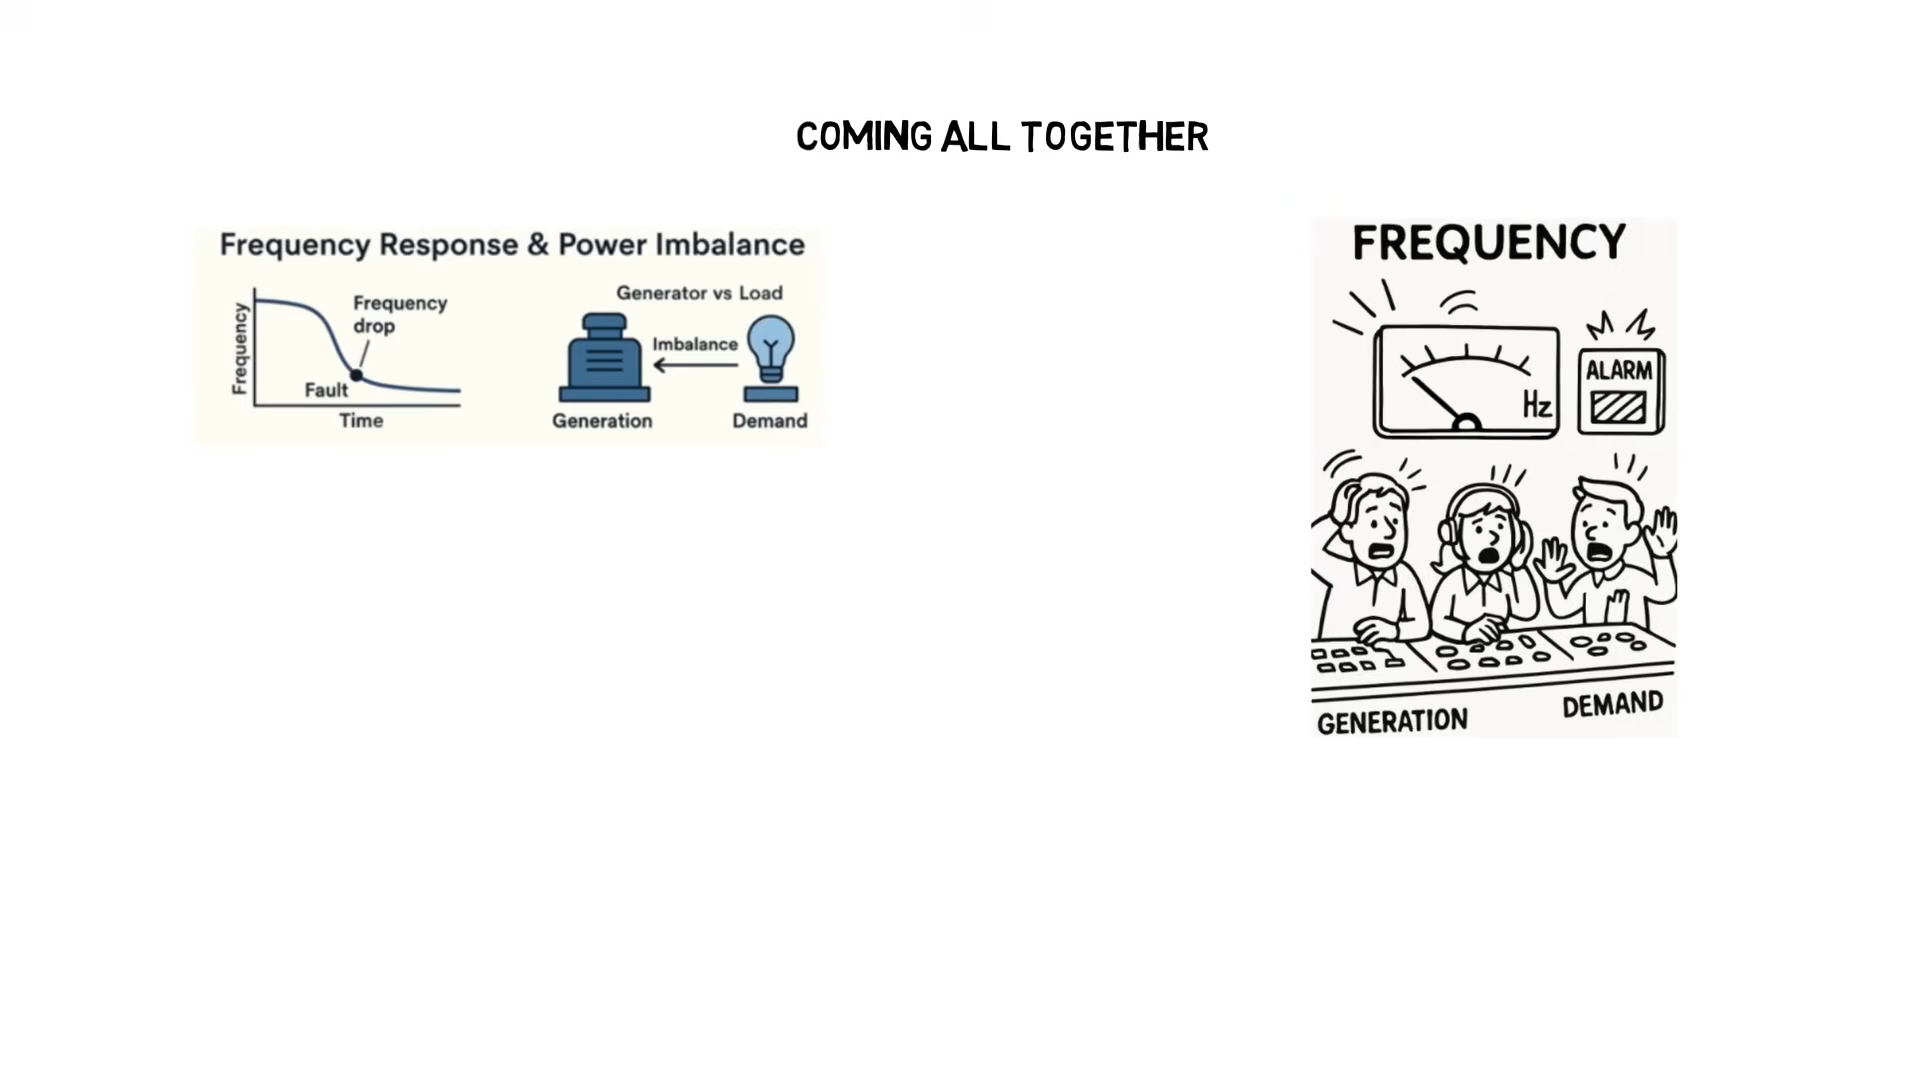 COMING ALL TOGETHER
Frequency Response & Power Imbalance
Frequency
Frequency
drop
Fault
Time
Generator vs Load
Imbalance
Generation
Demand
FREQUENCY
Hz
ALARM
GENERATION
DEMAND